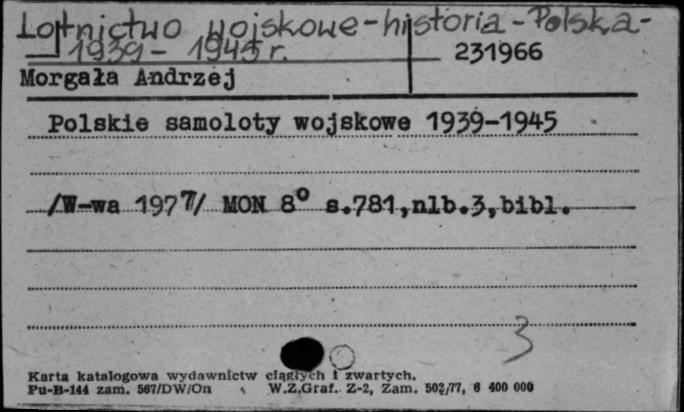 Lotnictwo wojskowe - historia - Polska -
1939 - 1945 r.
231966
Morgała Andrzej
Polskie samoloty wojskowe 1939-1945
/W-wa 1977/ MON 8° s.781,nlb.3,bibl.
3
Karta katalogowa wydawnictw ciągłych i zwartych.
Pu-B-144 zam. 567/DW/On W.Z.Graf. Z-2, Zam. 502/77, 6 400 000